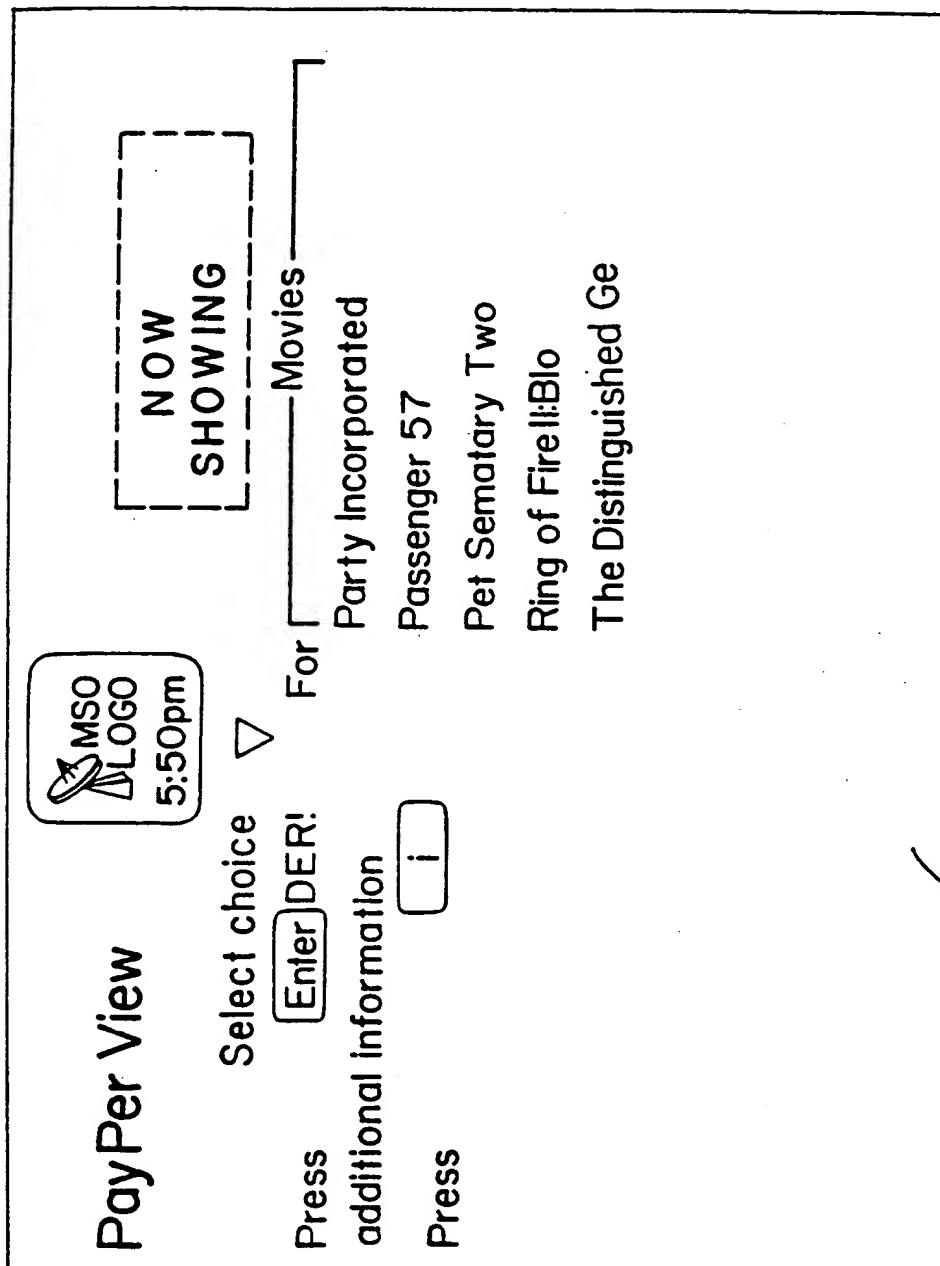 PayPer View
MSO
LOGO
5:50pm
NOW
SHOWING
Select choice
Press Enter DER! For
Movies
additional information
Press i
Party Incorporated
Passenger 57
Pet Sematary Two
Ring of FireII:Blo
The Distinguished Ge